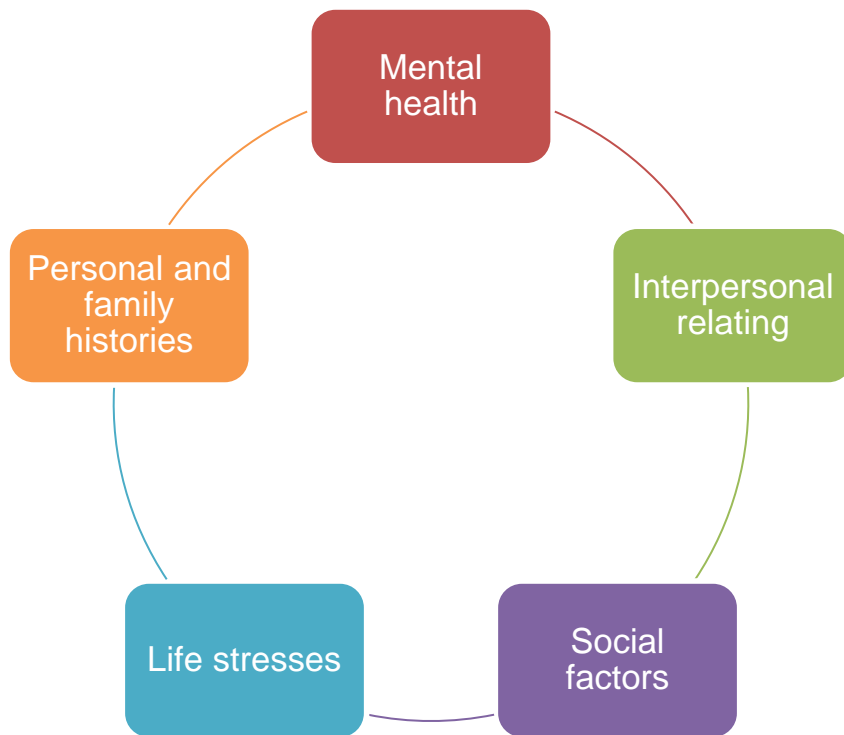 Mental
health
Interpersonal
relating
Social
factors
Life stresses
Personal and
family
histories